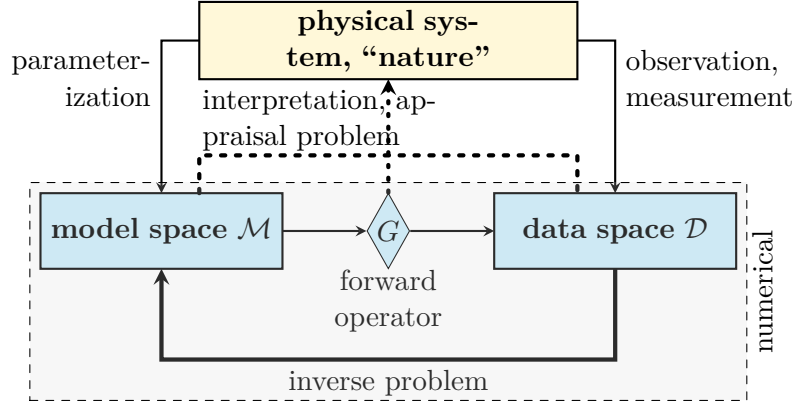 physical sys-
tem, “nature”
parameter-
ization
observation,
measurement
interpretation, ap-
praisal problem
model space ℳ
G
data space 𝒟
forward
operator
numerical
inverse problem